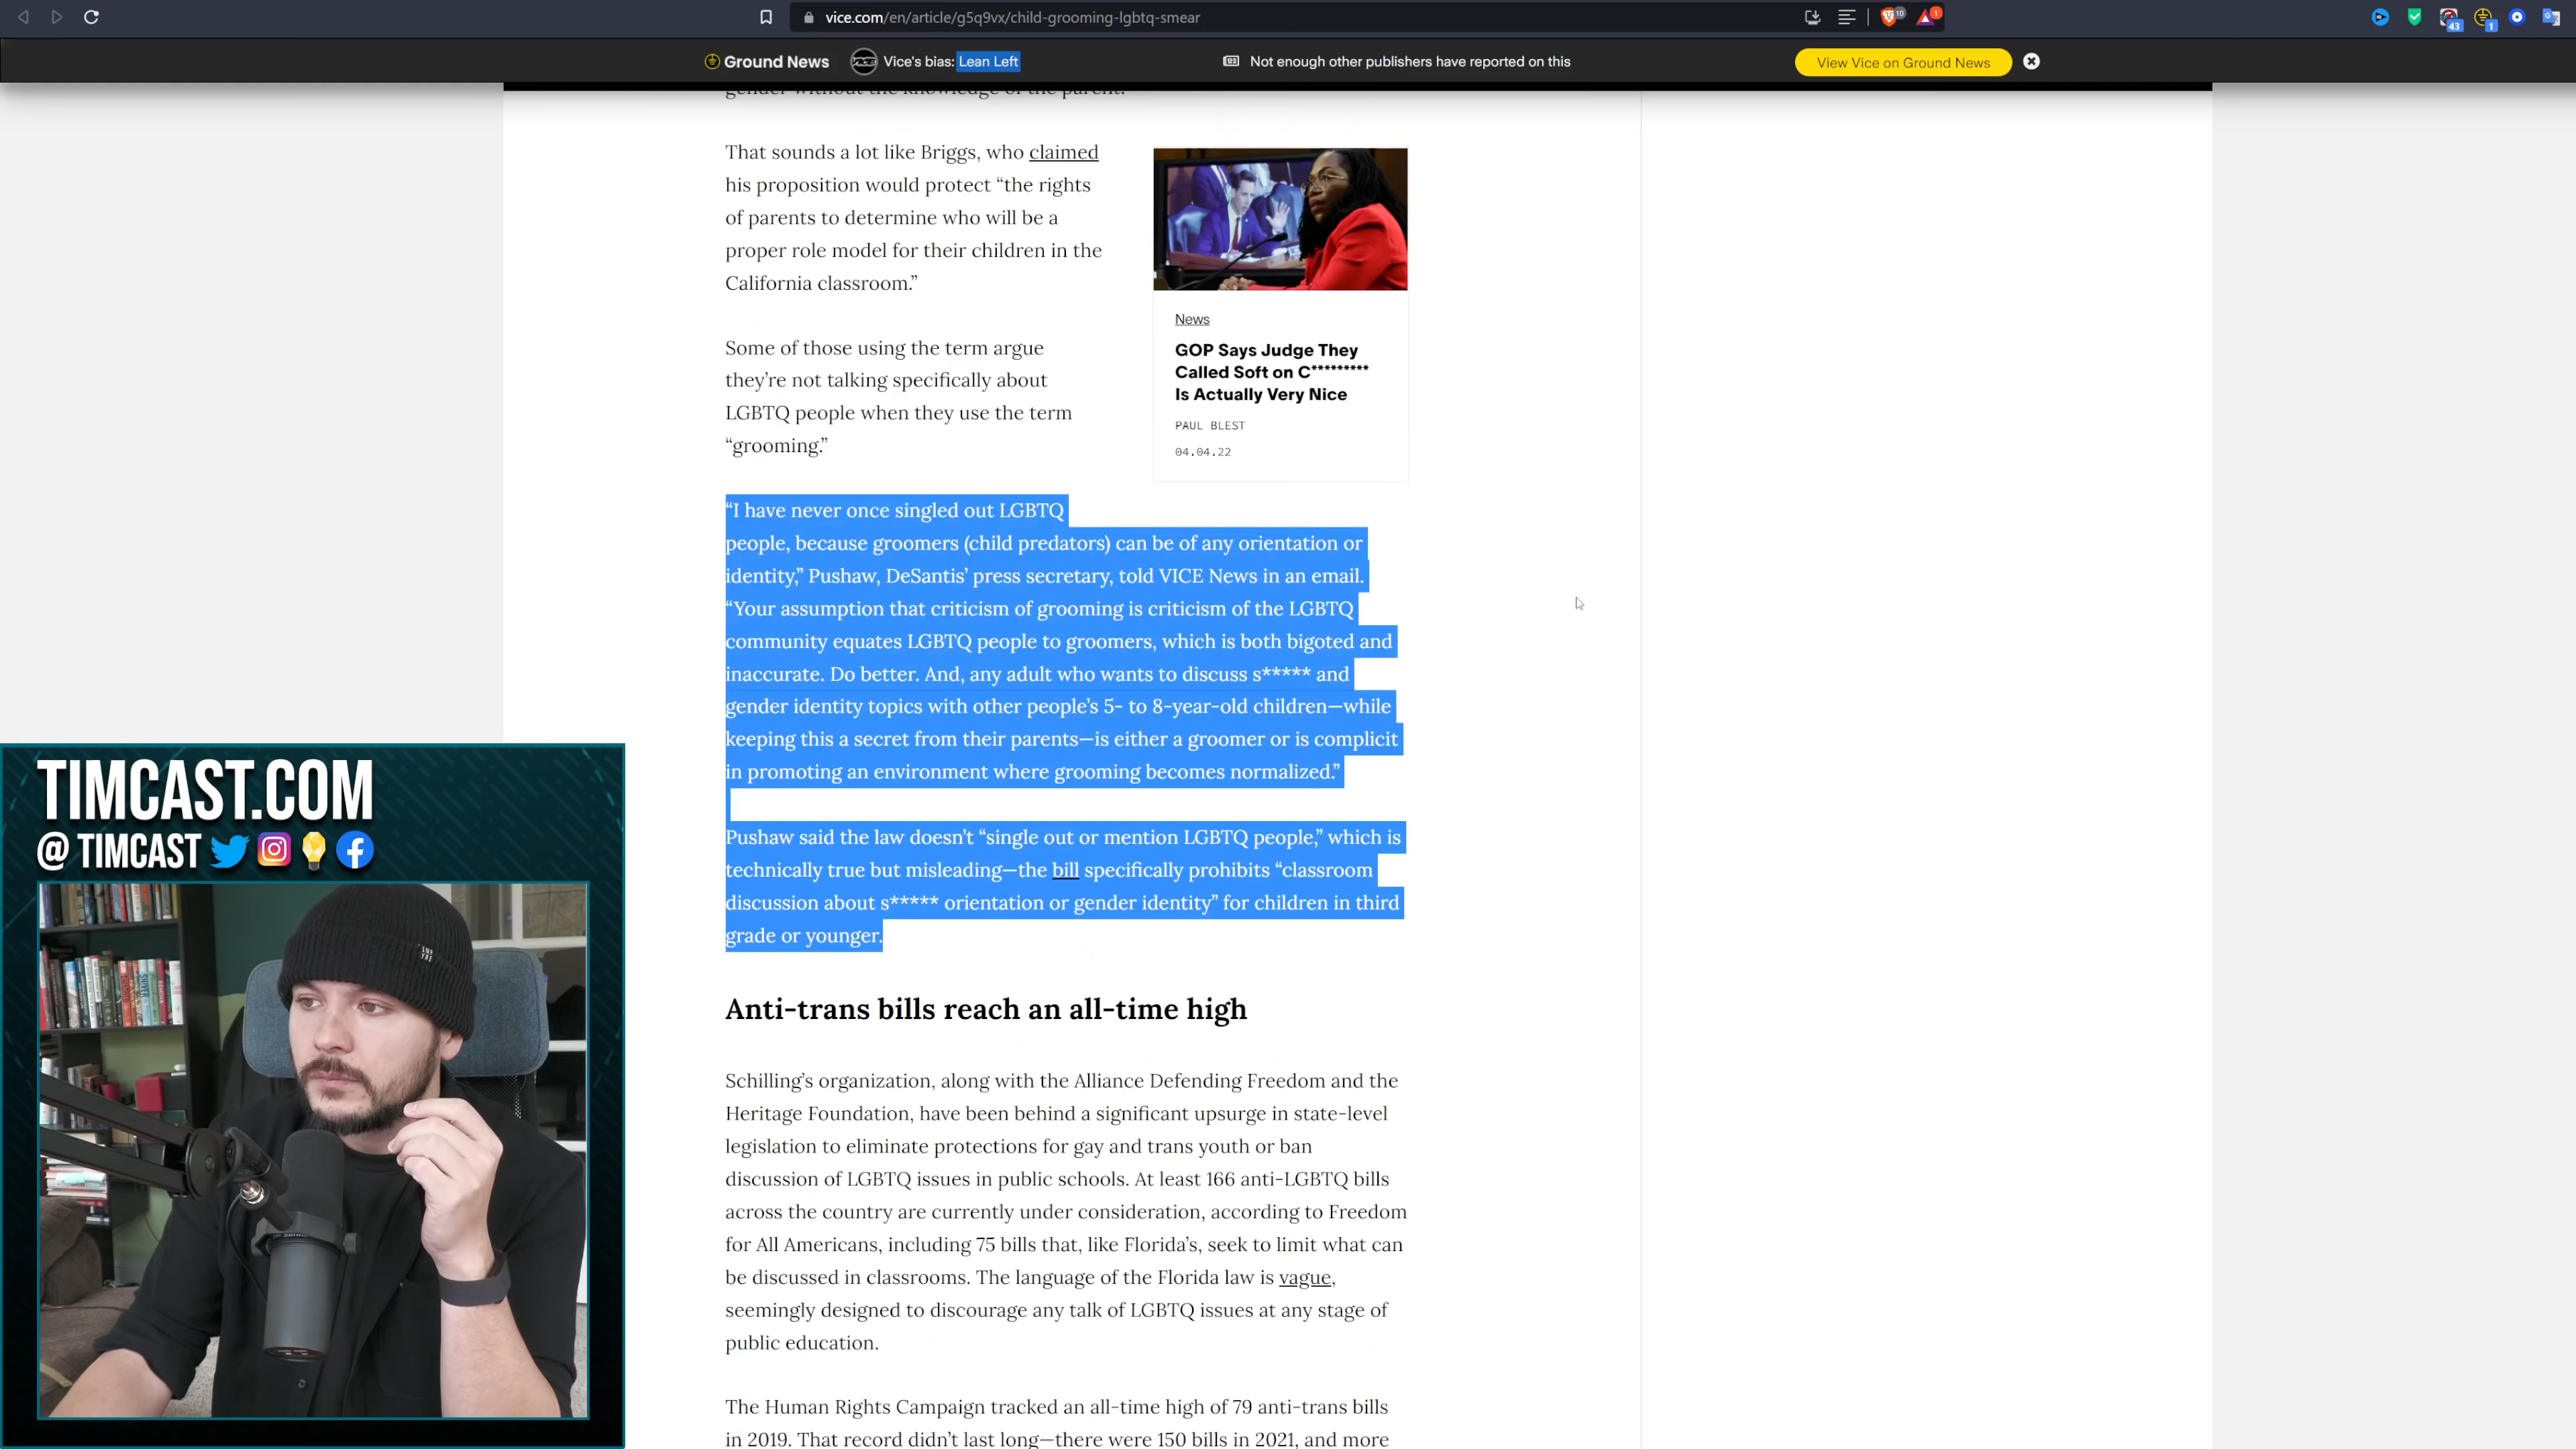 vice.com/en/article/g5q9vx/child-grooming-lgbtq-smear
10
1
43
1
Ground News
Vice's bias: Lean Left
Not enough other publishers have reported on this
View Vice on Ground News
gender without the knowledge of the parent.
That sounds a lot like Briggs, who claimed
his proposition would protect “the rights
of parents to determine who will be a
proper role model for their children in the
California classroom.”
Some of those using the term argue
they’re not talking specifically about
LGBTQ people when they use the term
“grooming.”
News
GOP Says Judge They
Called Soft on C*********
Is Actually Very Nice
PAUL BLEST
04.04.22
“I have never once singled out LGBTQ
people, because groomers (child predators) can be of any orientation or
identity,” Pushaw, DeSantis’ press secretary, told VICE News in an email.
“Your assumption that criticism of grooming is criticism of the LGBTQ
community equates LGBTQ people to groomers, which is both bigoted and
inaccurate. Do better. And, any adult who wants to discuss s***** and
gender identity topics with other people’s 5- to 8-year-old children—while
keeping this a secret from their parents—is either a groomer or is complicit
in promoting an environment where grooming becomes normalized.”
Pushaw said the law doesn’t “single out or mention LGBTQ people,” which is
technically true but misleading—the bill specifically prohibits “classroom
discussion about s***** orientation or gender identity” for children in third
grade or younger.
Anti-trans bills reach an all-time high
Schilling’s organization, along with the Alliance Defending Freedom and the
Heritage Foundation, have been behind a significant upsurge in state-level
legislation to eliminate protections for gay and trans youth or ban
discussion of LGBTQ issues in public schools. At least 166 anti-LGBTQ bills
across the country are currently under consideration, according to Freedom
for All Americans, including 75 bills that, like Florida’s, seek to limit what can
be discussed in classrooms. The language of the Florida law is vague,
seemingly designed to discourage any talk of LGBTQ issues at any stage of
public education.
The Human Rights Campaign tracked an all-time high of 79 anti-trans bills
in 2019. That record didn’t last long—there were 150 bills in 2021, and more
TIMCAST.COM
@ TIMCAST